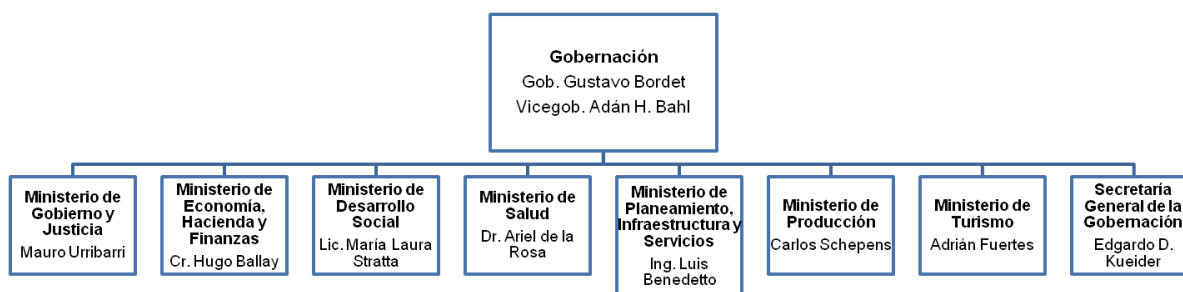 Gobernación
Gob. Gustavo Bordet
Vicegob. Adán H. Bahl
Ministerio de
Gobierno y
Justicia
Mauro Urribarri
Ministerio de
Economía,
Hacienda y
Finanzas
Cr. Hugo Ballay
Ministerio de
Desarrollo
Social
Lic. María Laura
Stratta
Ministerio de
Salud
Dr. Ariel de la
Rosa
Ministerio de
Planeamiento,
Infraestructura y
Servicios
Ing. Luis
Benedetto
Ministerio de
Producción
Carlos Schepens
Ministerio de
Turismo
Adrián Fuertes
Secretaría
General de la
Gobernación
Edgardo D.
Kueider